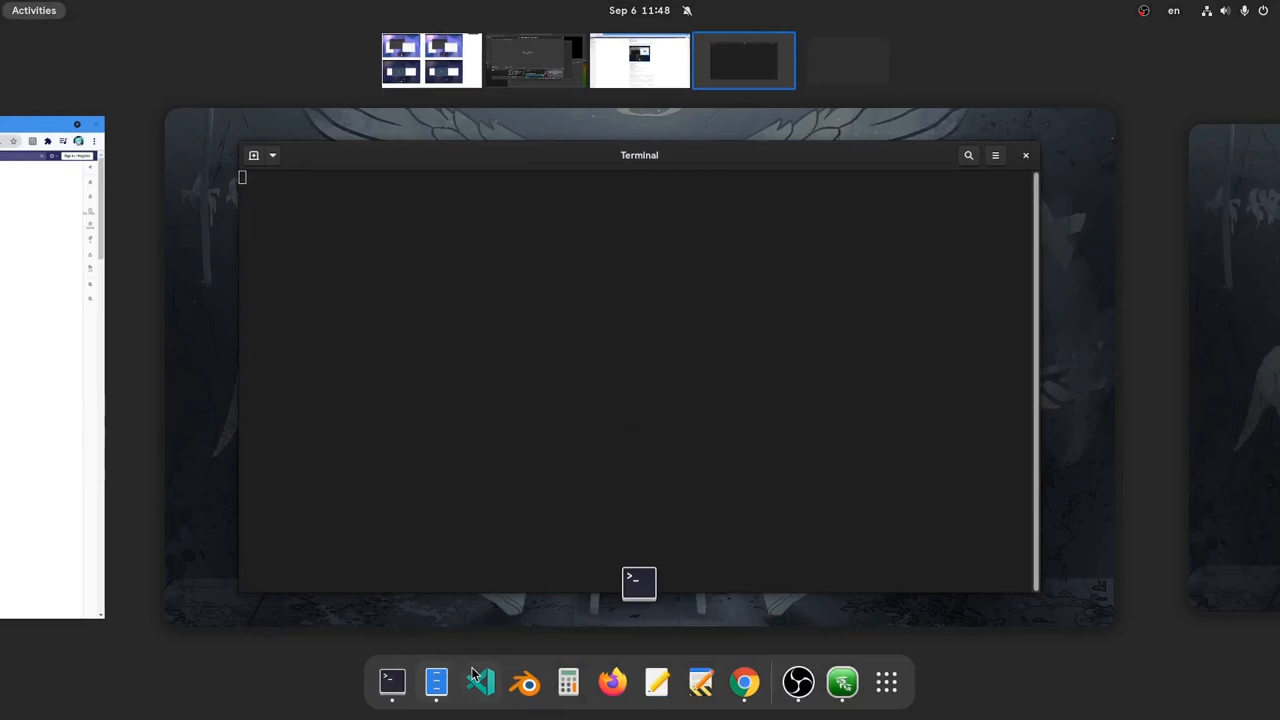 Activities
Sep 6 11:48
en
Terminal
>_
>_